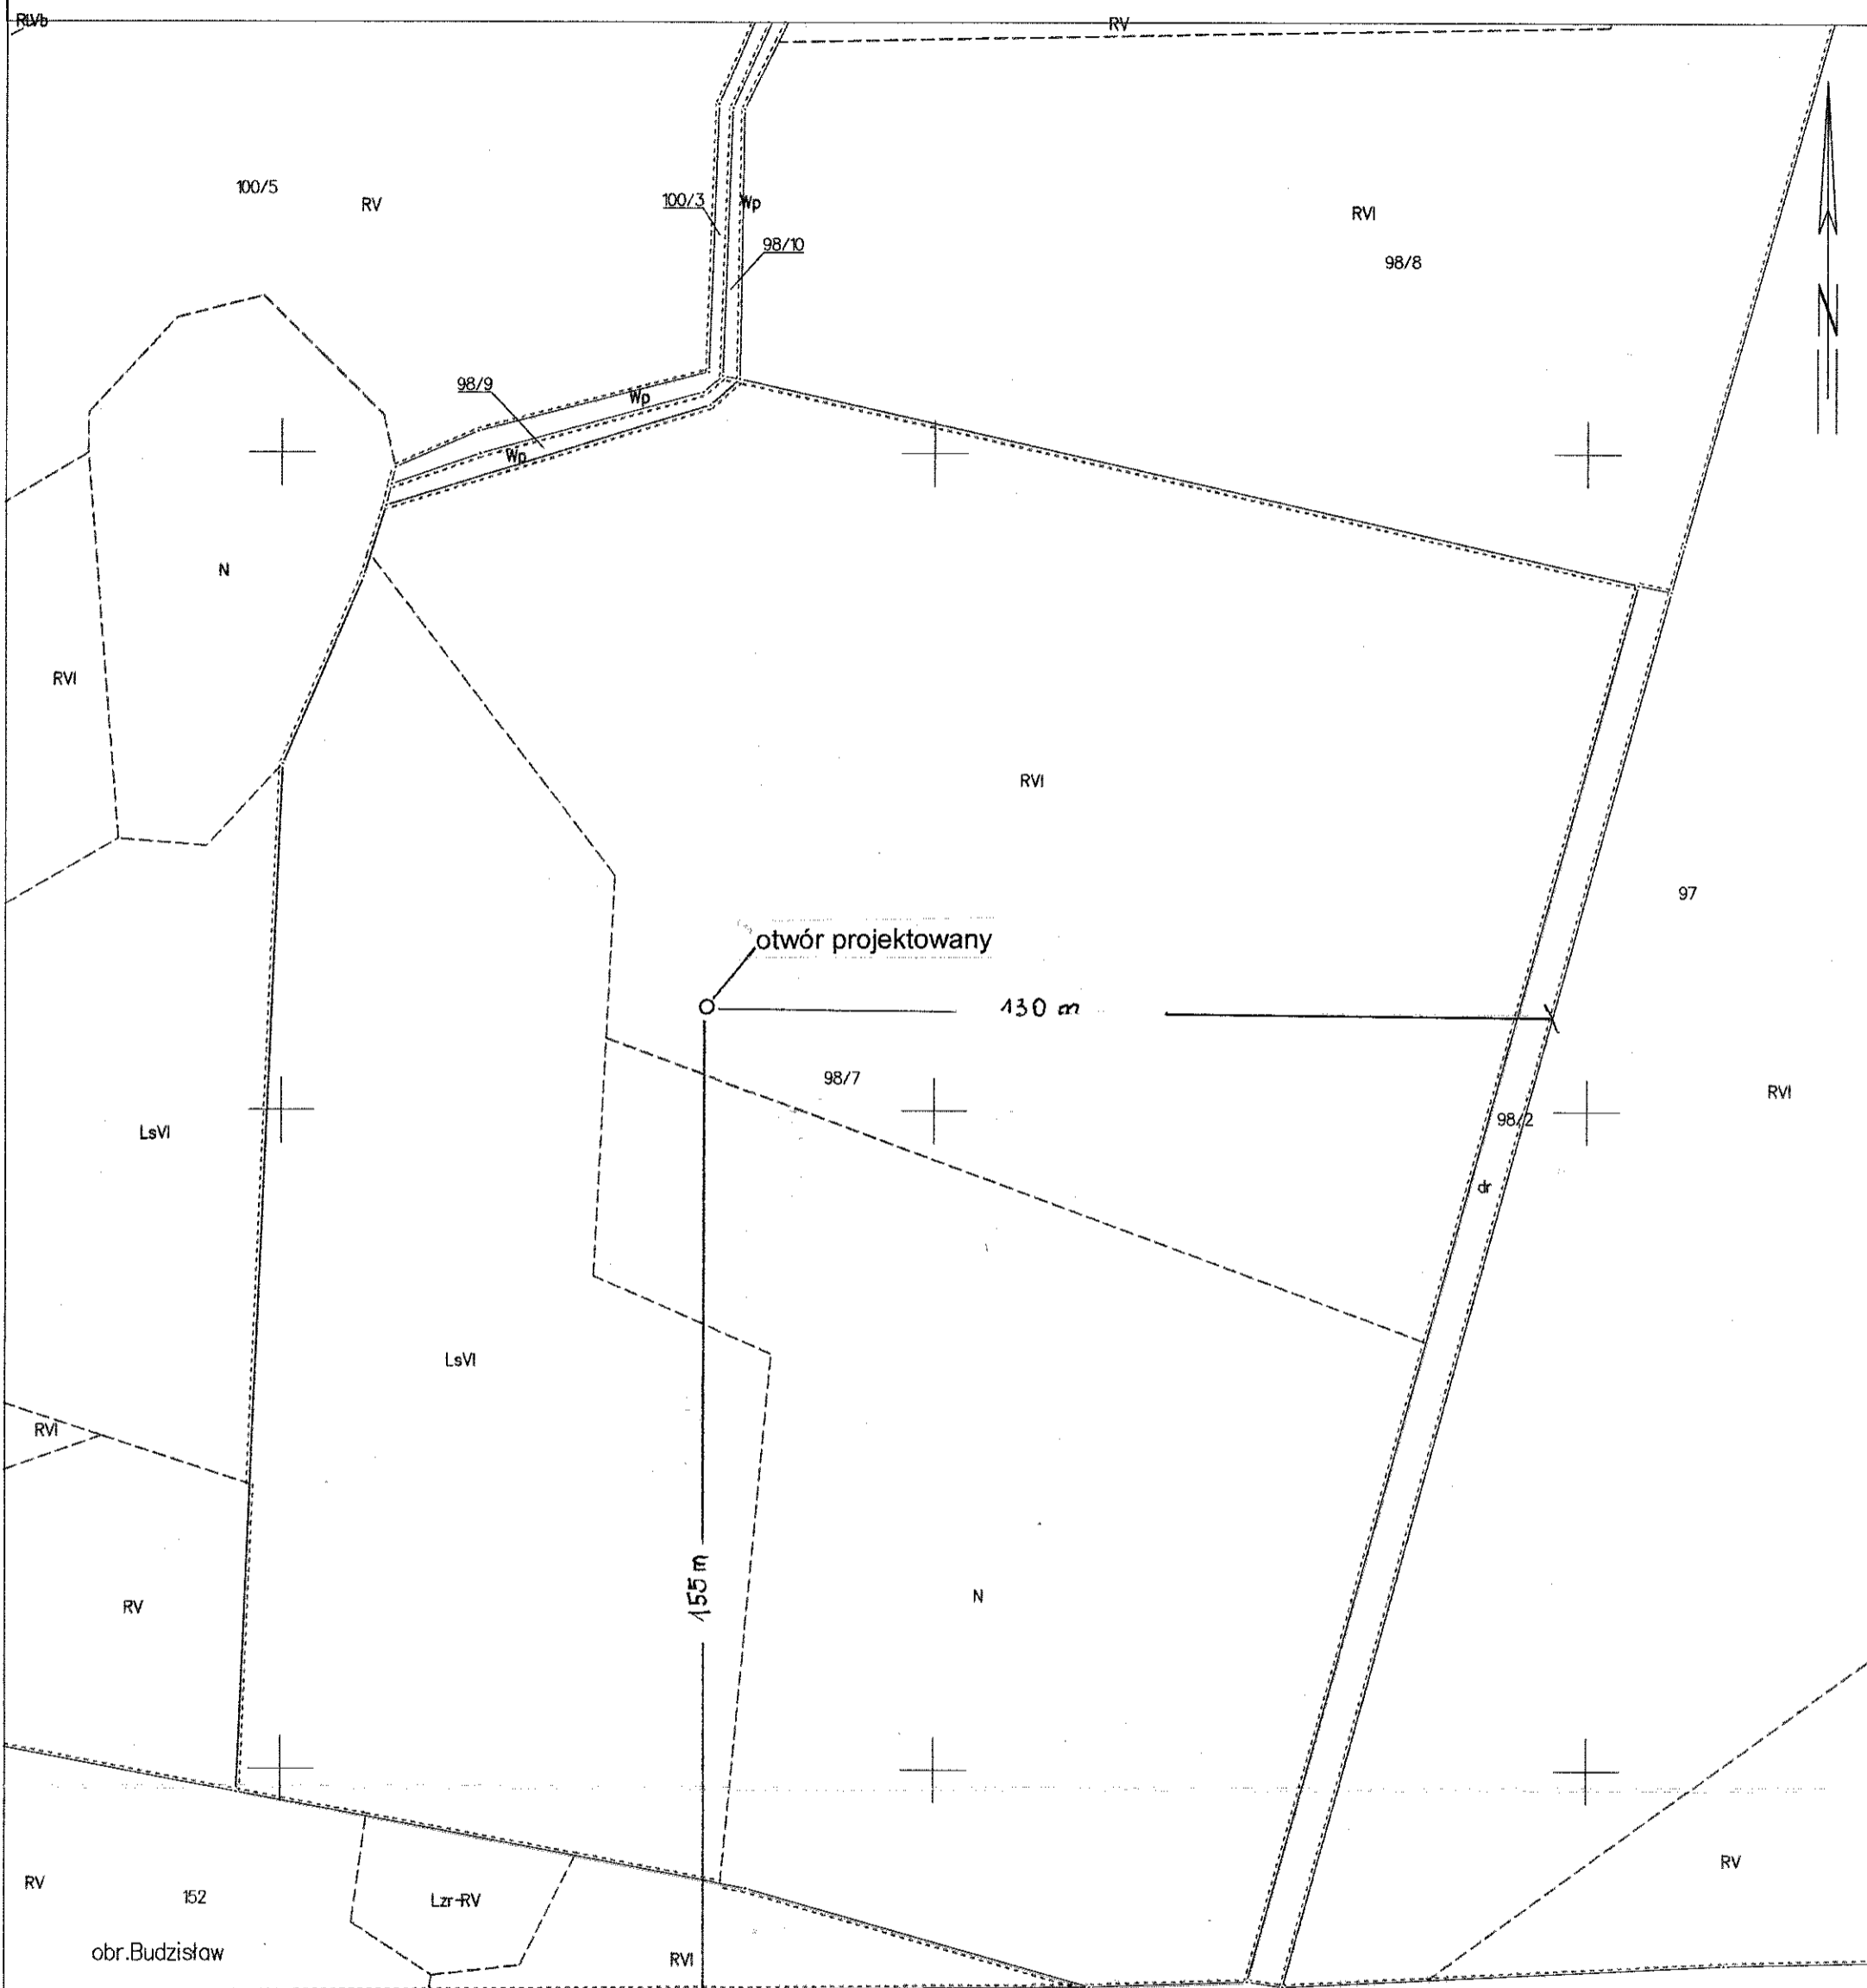 RIVb
RV
100/5
RV
100/3
Wp
98/10
RVI
98/8
N
98/9
Wp
Wp
N
RVI
RVI
97
otwór projektowany
130 m
98/7
98/2
RVI
LsVI
dr
LsVI
RVI
155 m
N
RV
RV
RV
152
Lzr-RV
obr.Budzisław
RVI